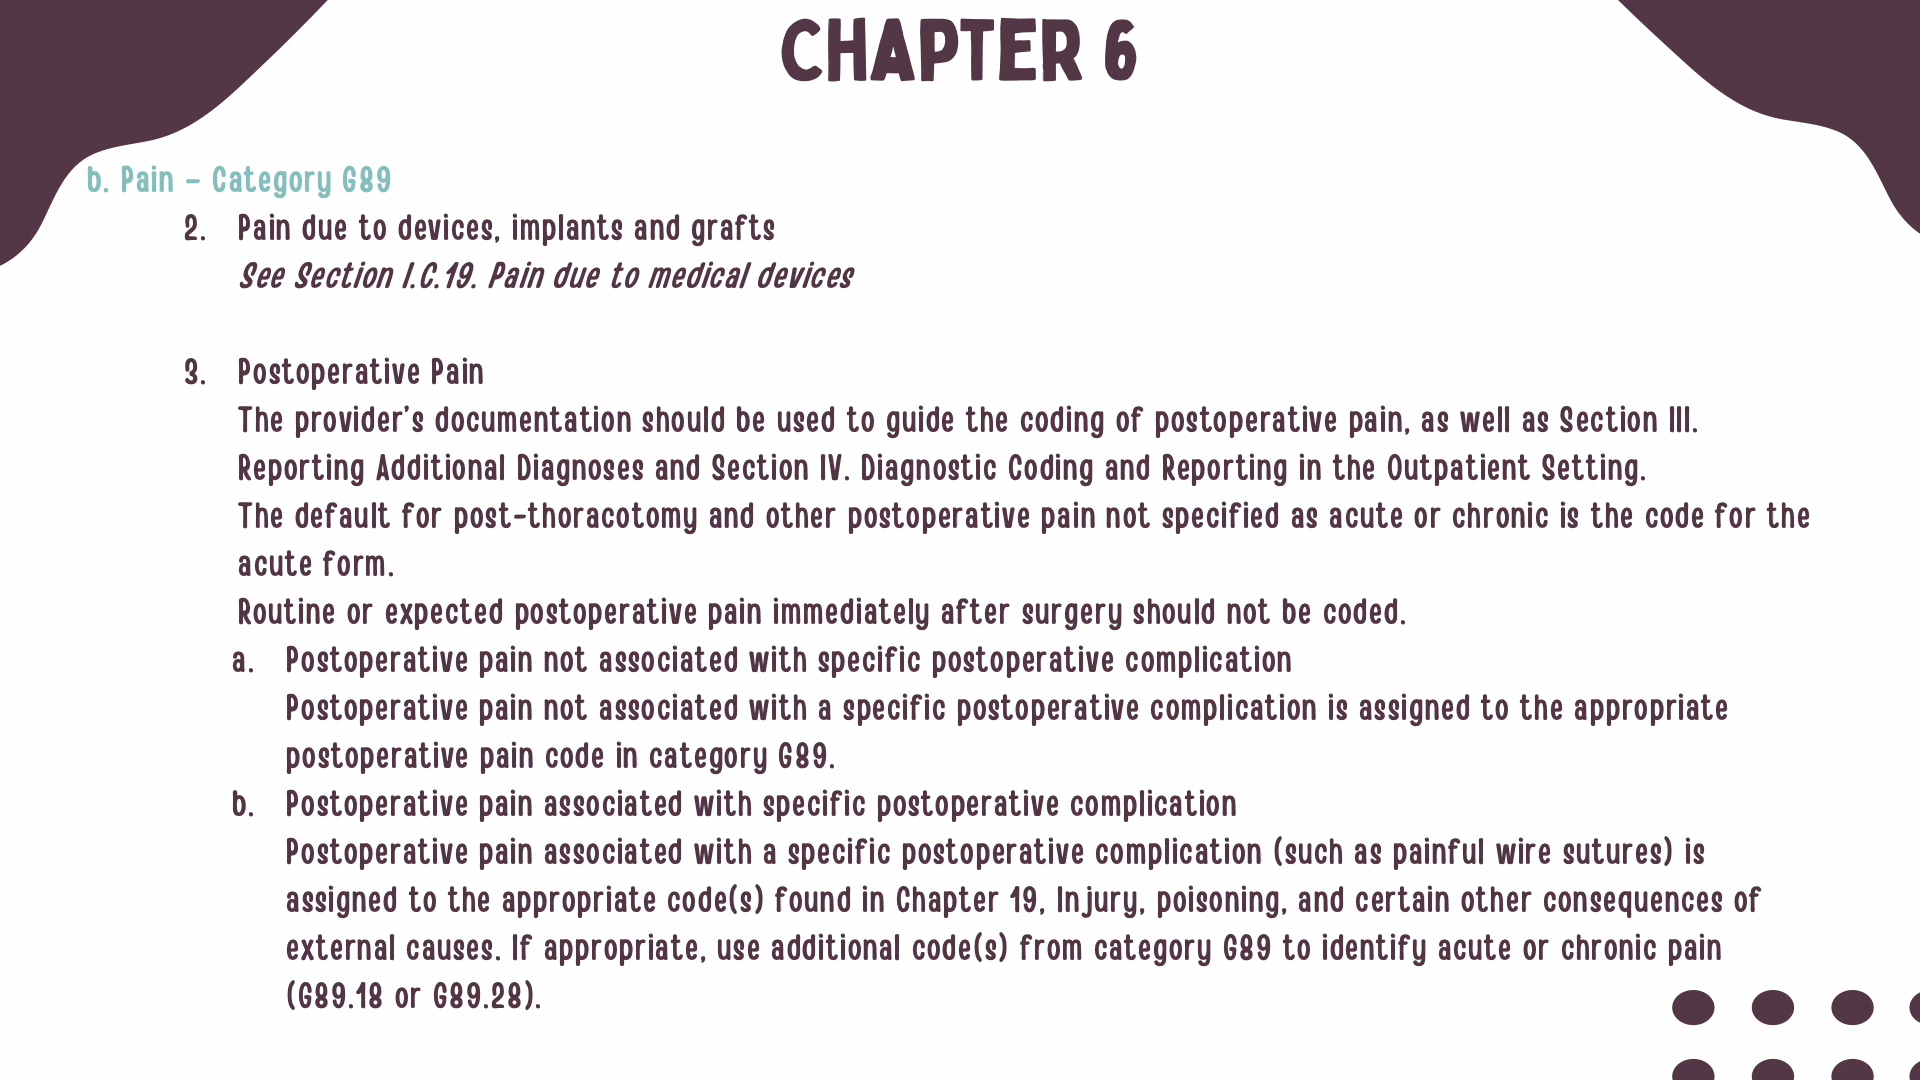 CHAPTER 6
b. Pain - Category G89
2. Pain due to devices, implants and grafts
See Section I.C.19. Pain due to medical devices
3. Postoperative Pain
The provider's documentation should be used to guide the coding of postoperative pain, as well as Section III.
Reporting Additional Diagnoses and Section IV. Diagnostic Coding and Reporting in the Outpatient Setting.
The default for post-thoracotomy and other postoperative pain not specified as acute or chronic is the code for the
acute form.
Routine or expected postoperative pain immediately after surgery should not be coded.
a. Postoperative pain not associated with specific postoperative complication
Postoperative pain not associated with a specific postoperative complication is assigned to the appropriate
postoperative pain code in category G89.
b. Postoperative pain associated with specific postoperative complication
Postoperative pain associated with a specific postoperative complication (such as painful wire sutures) is
assigned to the appropriate code(s) found in Chapter 19, Injury, poisoning, and certain other consequences of
external causes. If appropriate, use additional code(s) from category G89 to identify acute or chronic pain
(G89.18 or G89.28).